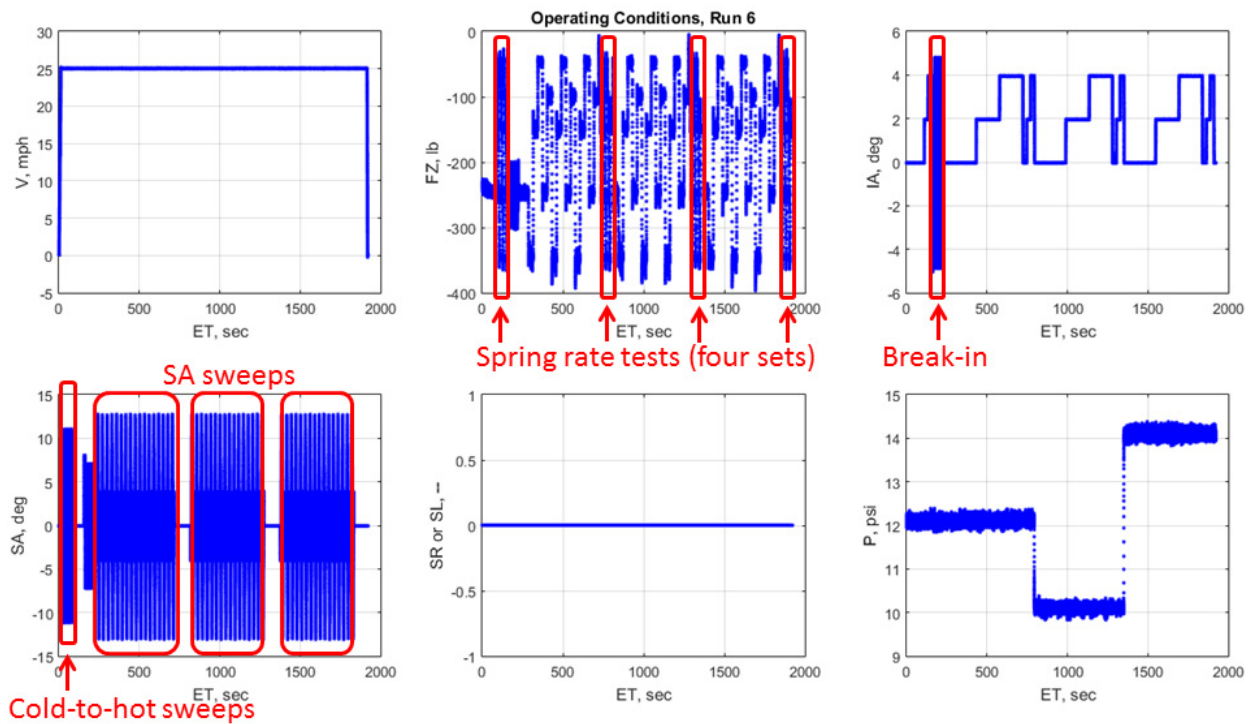 Operating Conditions, Run 6
30
25
20
15
10
5
0
-5
V, mph
0 500 1000 1500 2000
ET, sec
0
-100
-200
-300
-400
FZ, lb
0 500 1000 1500 2000
ET, sec
Spring rate tests (four sets)
6
4
2
0
-2
-4
-6
IA, deg
0 500 1000 1500 2000
ET, sec
Break-in
SA sweeps
15
10
5
0
-5
-10
-15
SA, deg
0 500 1000 1500 2000
ET, sec
Cold-to-hot sweeps
1
0.5
0
-0.5
-1
SR or SL, --
0 500 1000 1500 2000
ET, sec
15
14
13
12
11
10
9
P, psi
0 500 1000 1500 2000
ET, sec